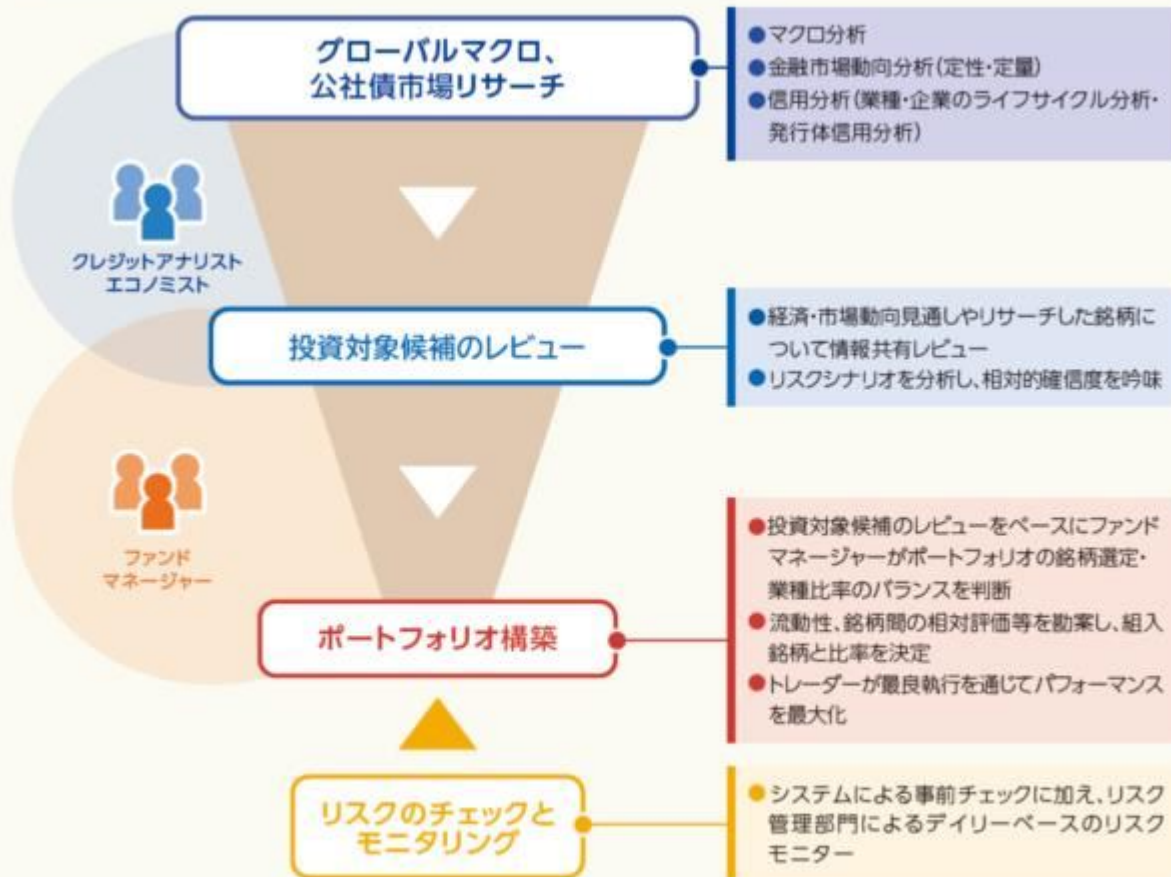 グローバルマクロ、
公社債市場リサーチ
●マクロ分析
●金融市場動向分析(定性・定量)
●信用分析(業種・企業のライフサイクル分析・
発行体信用分析)
クレジットアナリスト
エコノミスト
投資対象候補のレビュー
●経済・市場動向見通しやリサーチした銘柄に
ついて情報共有レビュー
●リスクシナリオを分析し、相対的確信度を吟味
ファンド
マネージャー
ポートフォリオ構築
●投資対象候補のレビューをベースにファンド
マネージャーがポートフォリオの銘柄選定・
業種比率のバランスを判断
●流動性、銘柄間の相対評価等を勘案し、組入
銘柄と比率を決定
●トレーダーが最良執行を通じてパフォーマンス
を最大化
リスクのチェックと
モニタリング
●システムによる事前チェックに加え、リスク
管理部門によるデイリーベースのリスク
モニター